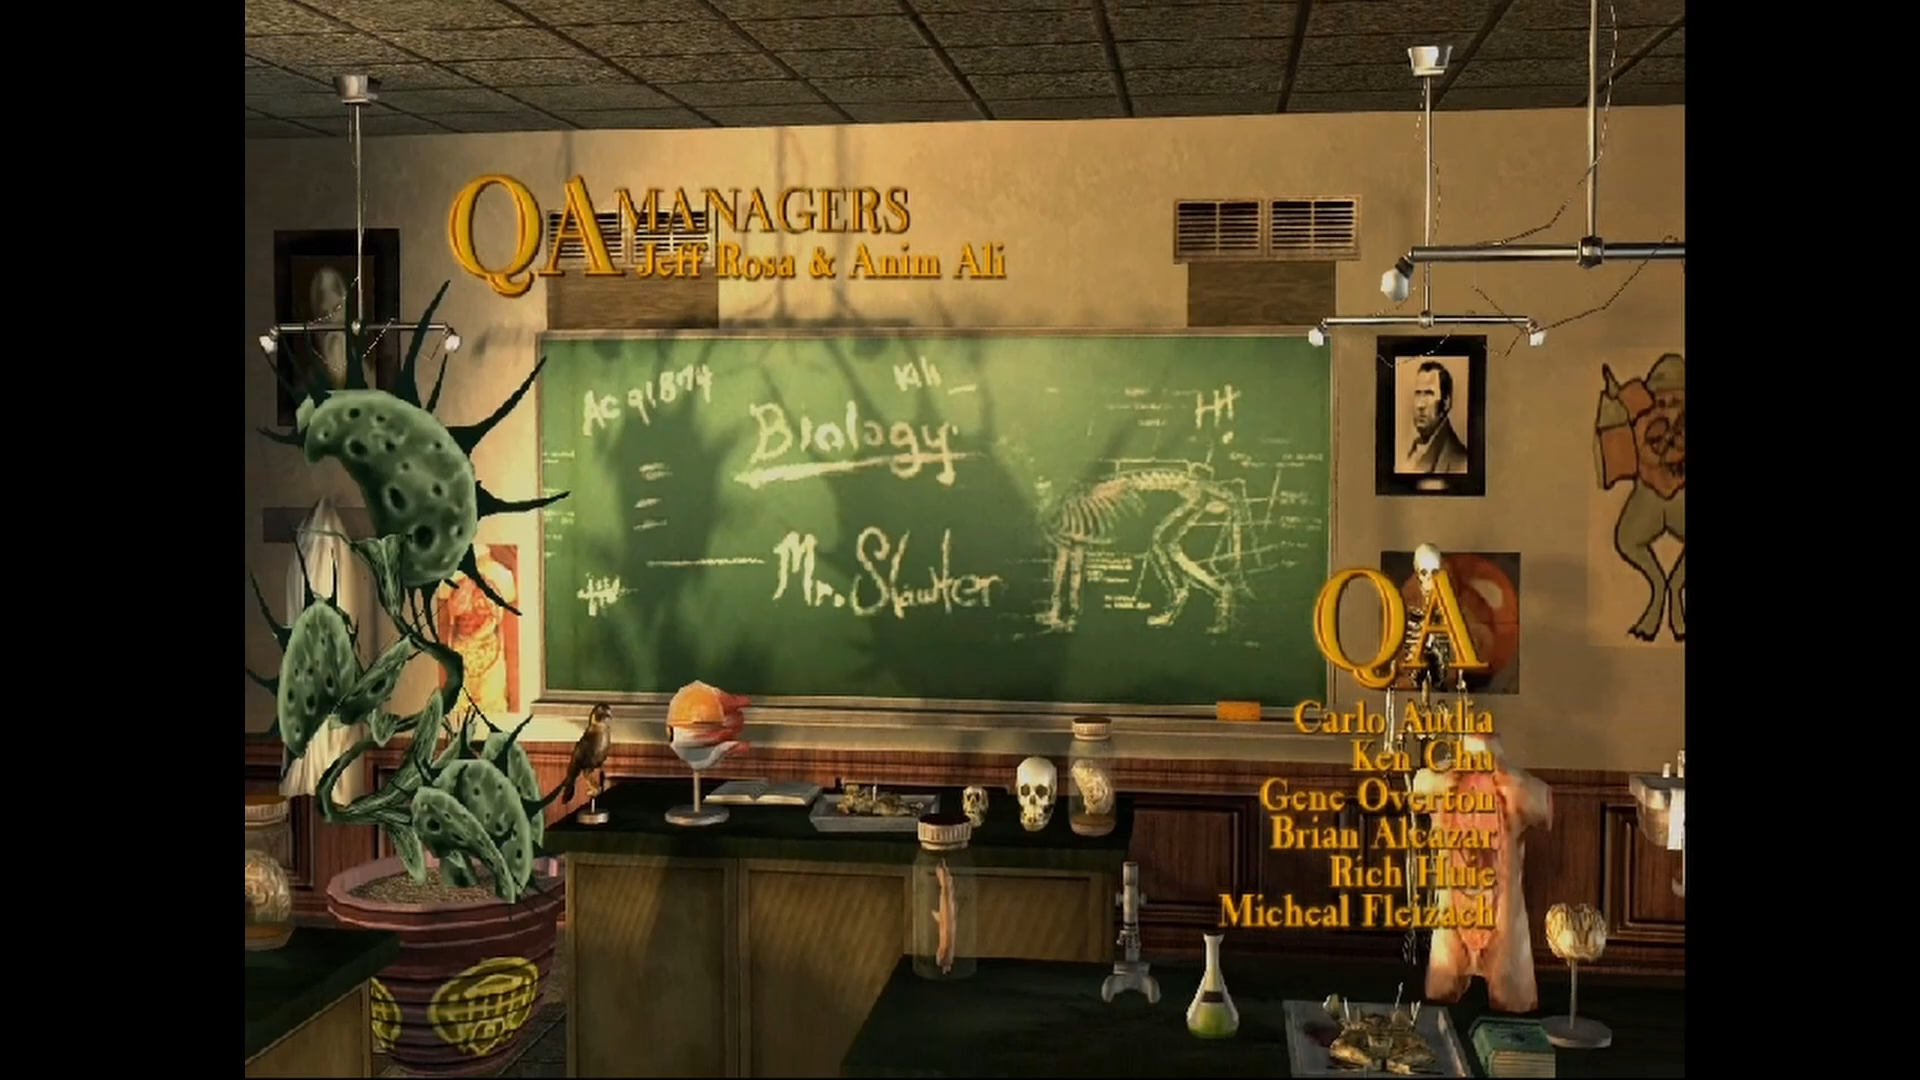 QA MANAGERS
Jeff Rosa & Anim Ali
Biology
Mr. Slawter
QA
Carlo Audia
Ken Chu
Gene Overton
Brian Alcazar
Rich Huie
Micheal Fleizach